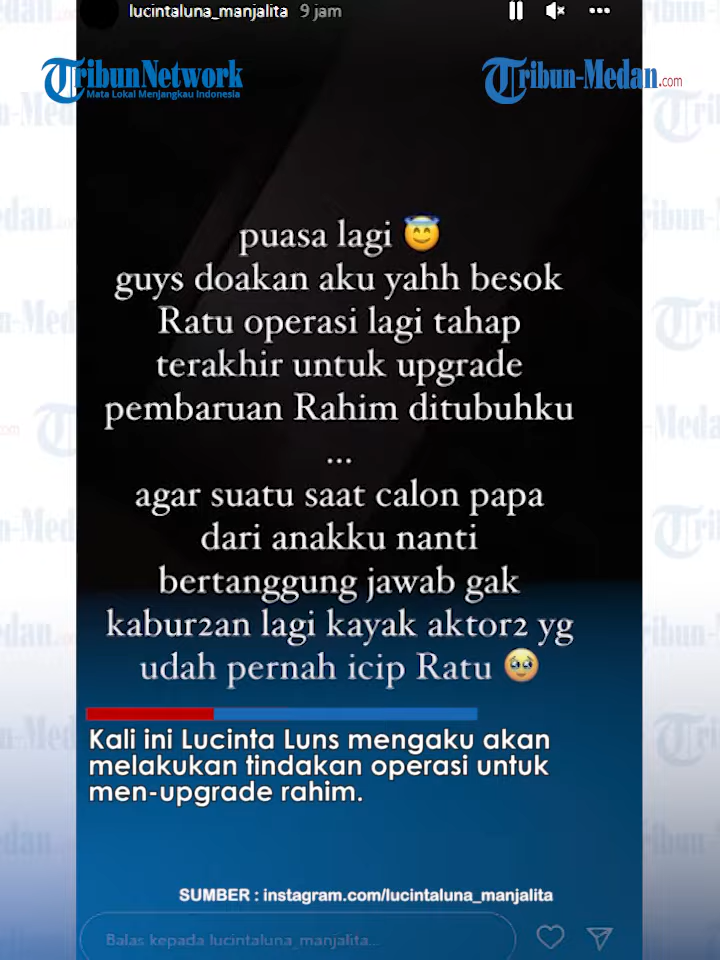 lucintaluna_manjalita 9 jam
TribunNetwork
Mata Lokal Menjangkau Indonesia
Tribun-Medan.com
puasa lagi 😇
guys doakan aku yahh besok
Ratu operasi lagi tahap
terakhir untuk upgrade
pembaruan Rahim ditubuhku
...
agar suatu saat calon papa
dari anakku nanti
bertanggung jawab gak
kabur2an lagi kayak aktor2 yg
udah pernah icip Ratu 🥹
Kali ini Lucinta Luns mengaku akan
melakukan tindakan operasi untuk
men-upgrade rahim.
SUMBER : instagram.com/lucintaluna_manjalita
Balas kepada lucintaluna_manjalita...